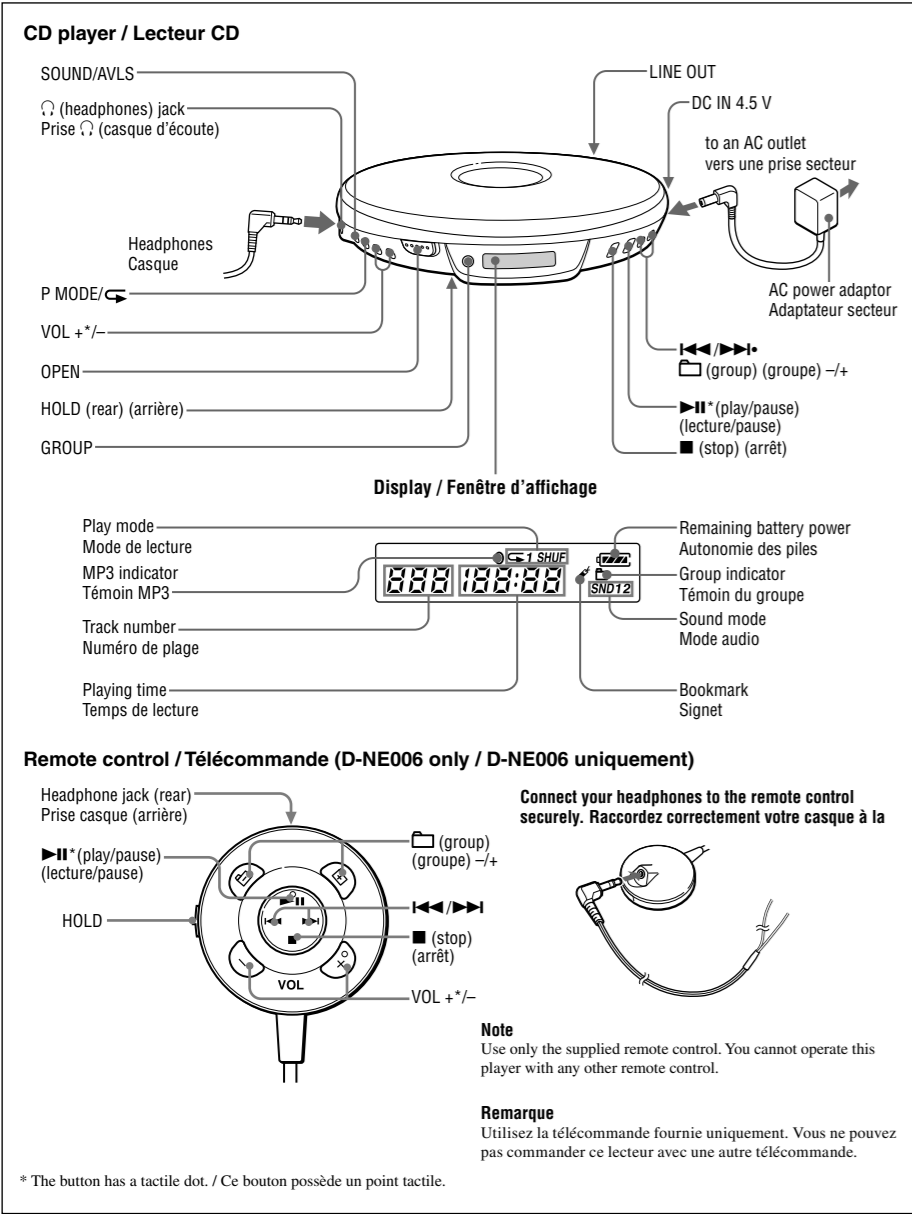 CD player / Lecteur CD
SOUND/AVLS
LINE OUT
🎧 (headphones) jack
Prise 🎧 (casque d'écoute)
DC IN 4.5 V
to an AC outlet
vers une prise secteur
Headphones
Casque
AC power adaptor
Adaptateur secteur
P MODE/
VOL +*/–
OPEN
HOLD (rear) (arrière)
GROUP
⏮/⏭•
(group) (groupe) –/+
▶⏸*(play/pause)
(lecture/pause)
■ (stop) (arrêt)
Display / Fenêtre d'affichage
Play mode
Mode de lecture
MP3 indicator
Témoin MP3
Track number
Numéro de plage
Playing time
Temps de lecture
1 SHUF
888 188:88
SND12
Remaining battery power
Autonomie des piles
Group indicator
Témoin du groupe
Sound mode
Mode audio
Bookmark
Signet
Remote control / Télécommande (D-NE006 only / D-NE006 uniquement)
Headphone jack (rear)
Prise casque (arrière)
▶⏸*(play/pause)
(lecture/pause)
HOLD
(group)
(groupe) –/+
⏮/⏭
■ (stop)
(arrêt)
VOL +*/–
VOL
Connect your headphones to the remote control
securely. Raccordez correctement votre casque à la
Note
Use only the supplied remote control. You cannot operate this
player with any other remote control.
Remarque
Utilisez la télécommande fournie uniquement. Vous ne pouvez
pas commander ce lecteur avec une autre télécommande.
* The button has a tactile dot. / Ce bouton possède un point tactile.